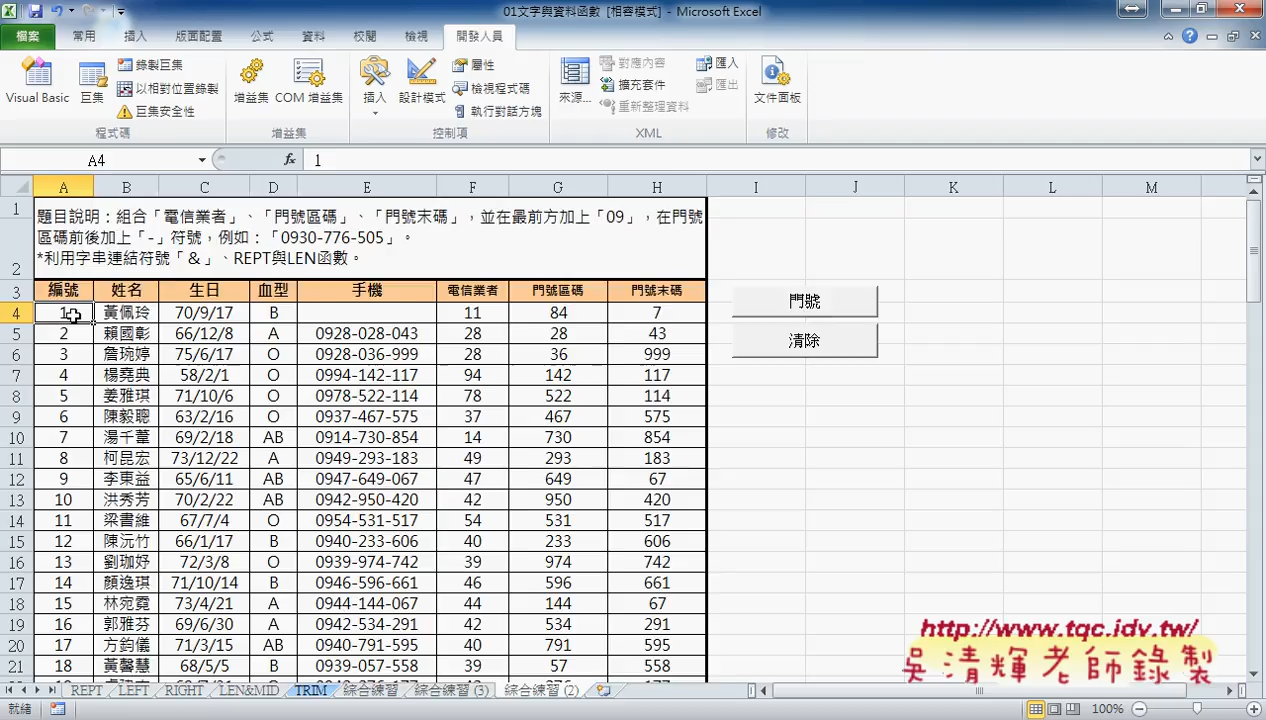 01文字與資料函數 [相容模式] - Microsoft Excel
檔案 常用 插入 版面配置 公式 資料 校閱 檢視 開發人員
Visual Basic 巨集 錄製巨集 以相對位置錄製 巨集安全性 程式碼
增益集 COM 增益集 增益集
插入 設計模式 屬性 檢視程式碼 執行對話方塊 控制項
來源... 對應內容 擴充套件 重新整理資料 匯入 匯出 XML
文件面板 修改
A4 fx 1
A B C D E F G H I J K L M
1 題目說明：組合「電信業者」、「門號區碼」、「門號末碼」，並在最前方加上「09」，在門號
區碼前後加上「-」符號，例如：「0930-776-505」。
2 *利用字串連結符號「&」、REPT與LEN函數。
3 編號 姓名 生日 血型 手機 電信業者 門號區碼 門號末碼
4 1 黃佩玲 70/9/17 B 11 84 7
5 2 賴國彰 66/12/8 A 0928-028-043 28 28 43
6 3 詹琬婷 75/6/17 O 0928-036-999 28 36 999
7 4 楊堯典 58/2/1 O 0994-142-117 94 142 117
8 5 姜雅琪 71/10/6 O 0978-522-114 78 522 114
9 6 陳毅聰 63/2/16 O 0937-467-575 37 467 575
10 7 湯千葦 69/2/18 AB 0914-730-854 14 730 854
11 8 柯昆宏 73/12/22 A 0949-293-183 49 293 183
12 9 李東益 65/6/11 AB 0947-649-067 47 649 67
13 10 洪秀芳 70/2/22 AB 0942-950-420 42 950 420
14 11 梁書維 67/7/4 O 0954-531-517 54 531 517
15 12 陳沅竹 66/1/17 B 0940-233-606 40 233 606
16 13 劉珈妤 72/3/8 O 0939-974-742 39 974 742
17 14 顏逸琪 71/10/14 B 0946-596-661 46 596 661
18 15 林宛霓 73/4/21 A 0944-144-067 44 144 67
19 16 郭雅芬 69/6/30 A 0942-534-291 42 534 291
20 17 方鈞儀 71/3/15 AB 0940-791-595 40 791 595
21 18 黃馨慧 68/5/5 B 0939-057-558 39 57 558
門號
清除
http://www.tqc.idv.tw/
吳清輝老師錄製
REPT LEFT RIGHT LEN&MID TRIM 綜合練習 綜合練習 (3) 綜合練習 (2)
就緒 100%